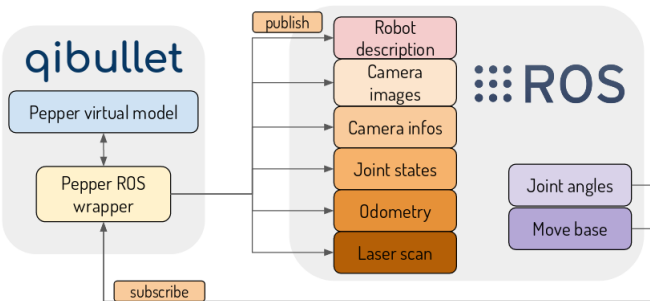 publish
qibullet
Robot
description
Camera
images
ROS
Pepper virtual model
Camera infos
Joint states
Pepper ROS
wrapper
Joint angles
Odometry
Move base
Laser scan
subscribe